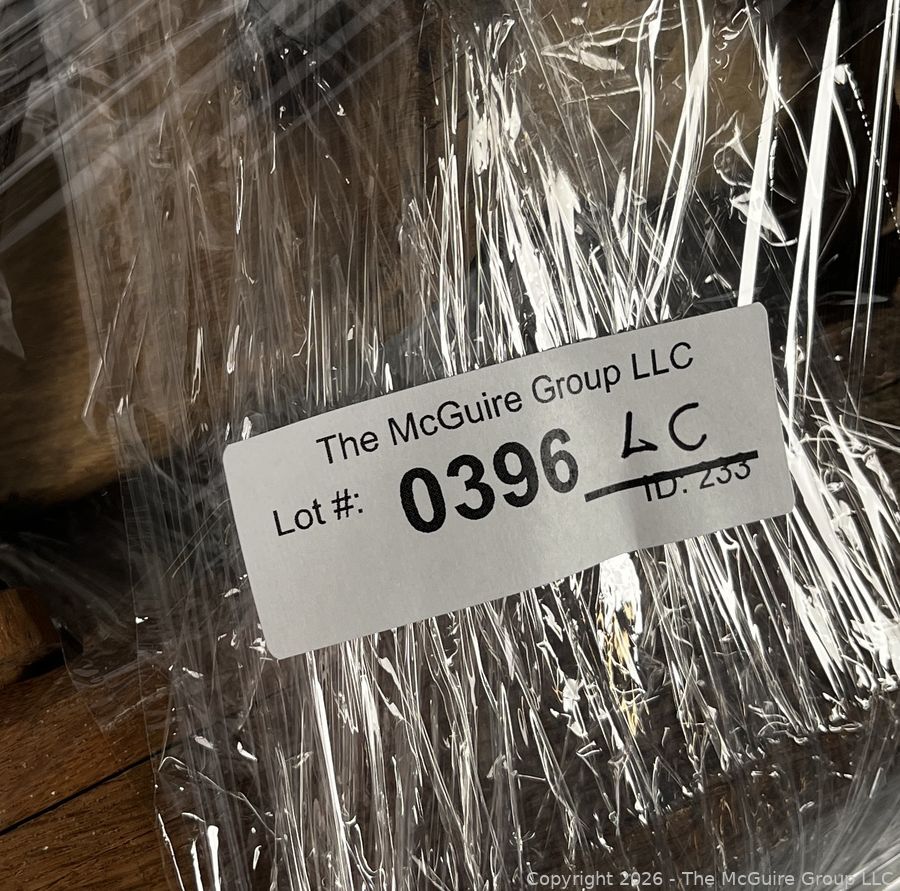 The McGuire Group LLC
Lot #: 0396 LC
ID: 233
Copyright 2026 - The McGuire Group LLC